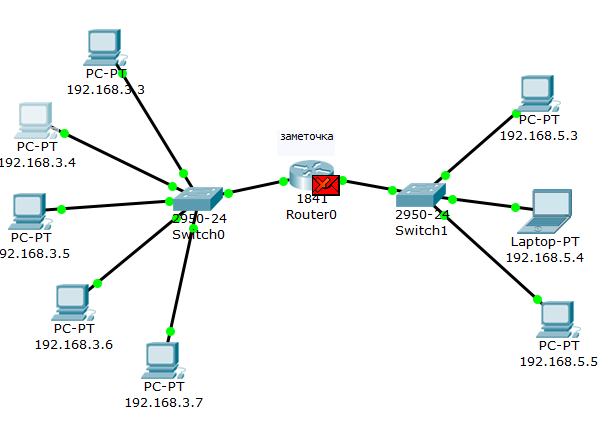 PC-PT
192.168.3.3
PC-PT
192.168.3.4
PC-PT
192.168.3.5
PC-PT
192.168.3.6
PC-PT
192.168.3.7
2950-24
Switch0
заметочка
1841
Router0
2950-24
Switch1
PC-PT
192.168.5.3
Laptop-PT
192.168.5.4
PC-PT
192.168.5.5